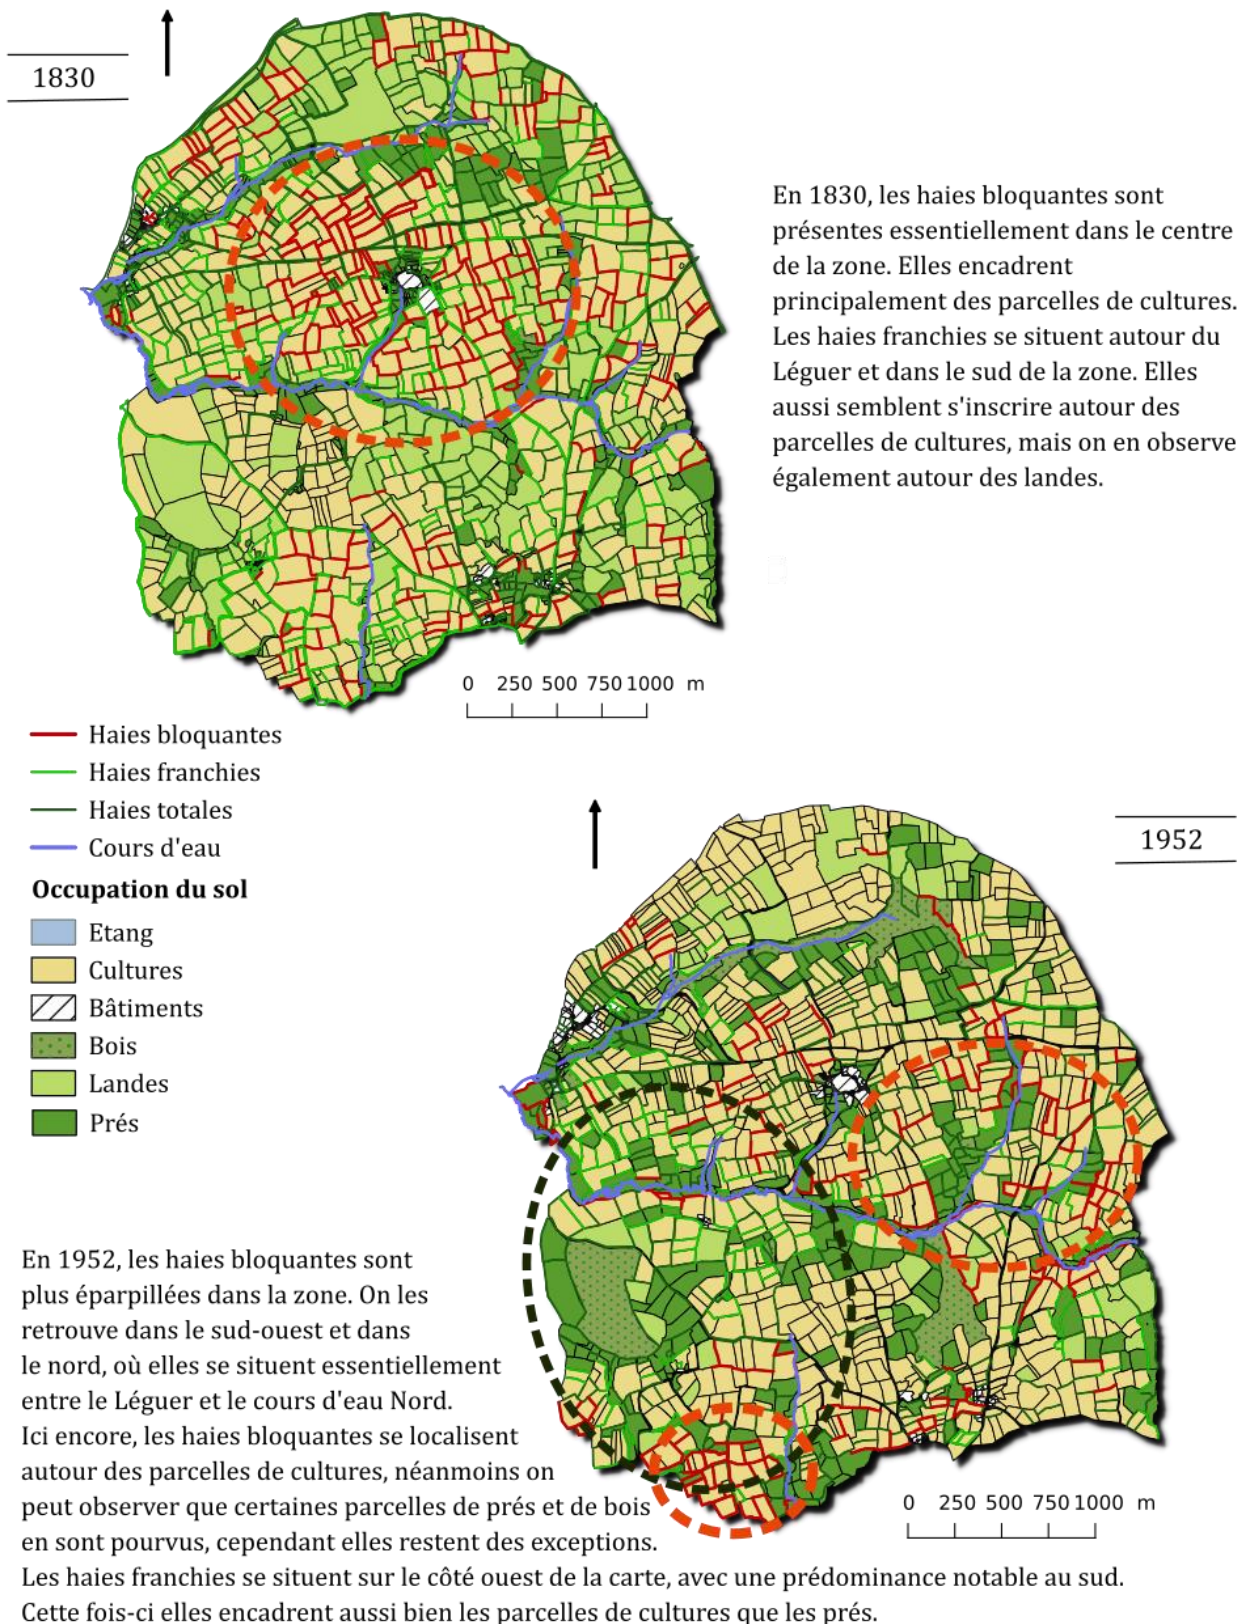 1830
En 1830, les haies bloquantes sont
présentes essentiellement dans le centre
de la zone. Elles encadrent
principalement des parcelles de cultures.
Les haies franchies se situent autour du
Léguer et dans le sud de la zone. Elles
aussi semblent s'inscrire autour des
parcelles de cultures, mais on en observe
également autour des landes.
0 250 500 750 1000 m
Haies bloquantes
Haies franchies
Haies totales
Cours d'eau
Occupation du sol
Etang
Cultures
Bâtiments
Bois
Landes
Prés
1952
En 1952, les haies bloquantes sont
plus éparpillées dans la zone. On les
retrouve dans le sud-ouest et dans
le nord, où elles se situent essentiellement
entre le Léguer et le cours d'eau Nord.
Ici encore, les haies bloquantes se localisent
autour des parcelles de cultures, néanmoins on
peut observer que certaines parcelles de prés et de bois
en sont pourvus, cependant elles restent des exceptions.
Les haies franchies se situent sur le côté ouest de la carte, avec une prédominance notable au sud.
Cette fois-ci elles encadrent aussi bien les parcelles de cultures que les prés.
0 250 500 750 1000 m